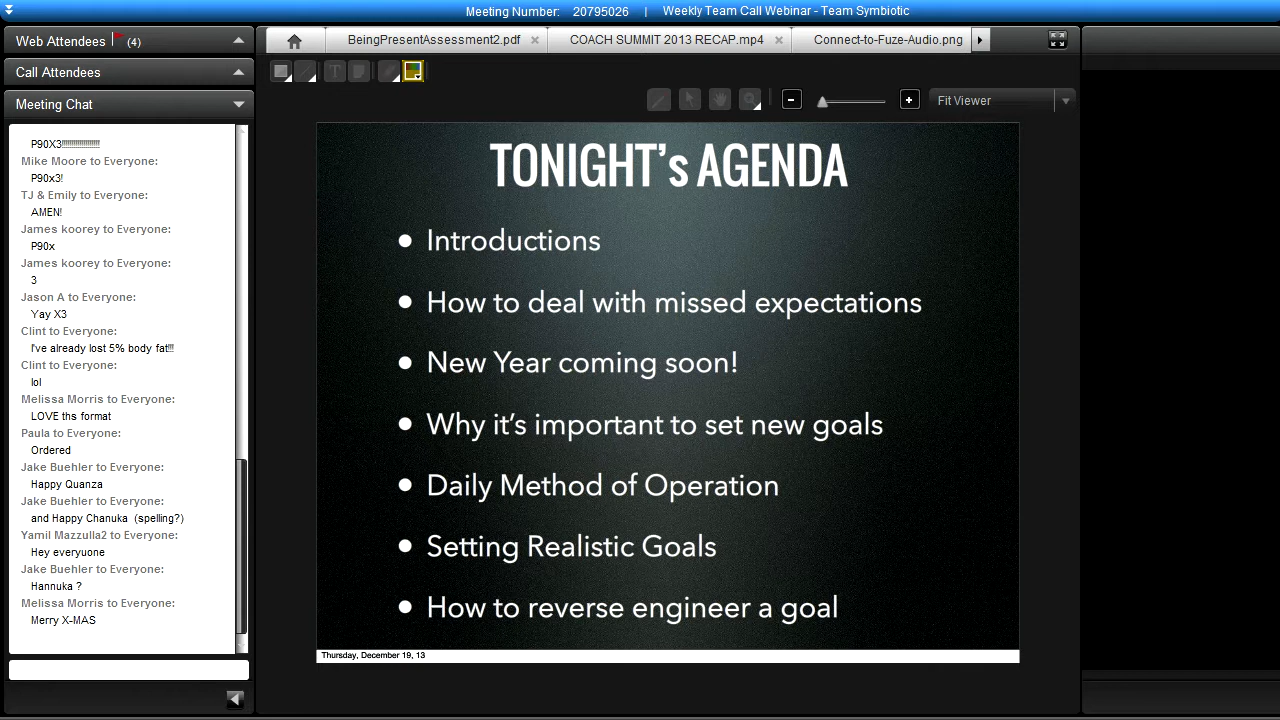 Meeting Number: 20795026 | Weekly Team Call Webinar - Team Symbiotic
Web Attendees (4)
Call Attendees
Meeting Chat
P90X3!!!!!!!!!!!!!!!!!!!
Mike Moore to Everyone:
P90x3!
TJ & Emily to Everyone:
AMEN!
James koorey to Everyone:
P90x
James koorey to Everyone:
3
Jason A to Everyone:
Yay X3
Clint to Everyone:
I've already lost 5% body fat!!!
Clint to Everyone:
lol
Melissa Morris to Everyone:
LOVE ths format
Paula to Everyone:
Ordered
Jake Buehler to Everyone:
Happy Quanza
Jake Buehler to Everyone:
and Happy Chanuka (spelling?)
Yamil Mazzulla2 to Everyone:
Hey everyuone
Jake Buehler to Everyone:
Hannuka ?
Melissa Morris to Everyone:
Merry X-MAS
BeingPresentAssessment2.pdf
COACH SUMMIT 2013 RECAP.mp4
Connect-to-Fuze-Audio.png
Fit Viewer
TONIGHT's AGENDA
• Introductions
• How to deal with missed expectations
• New Year coming soon!
• Why it's important to set new goals
• Daily Method of Operation
• Setting Realistic Goals
• How to reverse engineer a goal
Thursday, December 19, 13